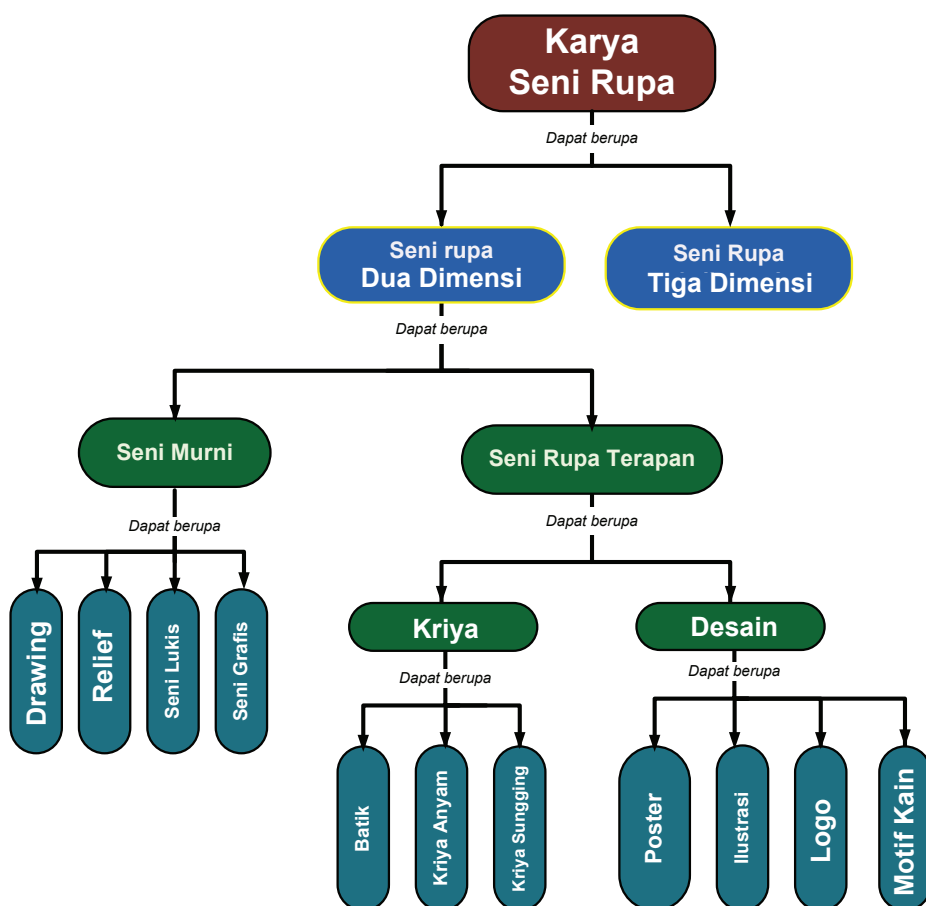 Karya
Seni Rupa
Dapat berupa
Seni rupa
Dua Dimensi
Seni Rupa
Tiga Dimensi
Dapat berupa
Seni Murni
Seni Rupa Terapan
Dapat berupa
Dapat berupa
Drawing
Relief
Seni Lukis
Seni Grafis
Kriya
Desain
Dapat berupa
Dapat berupa
Batik
Kriya Anyam
Kriya Sungging
Poster
Ilustrasi
Logo
Motif Kain